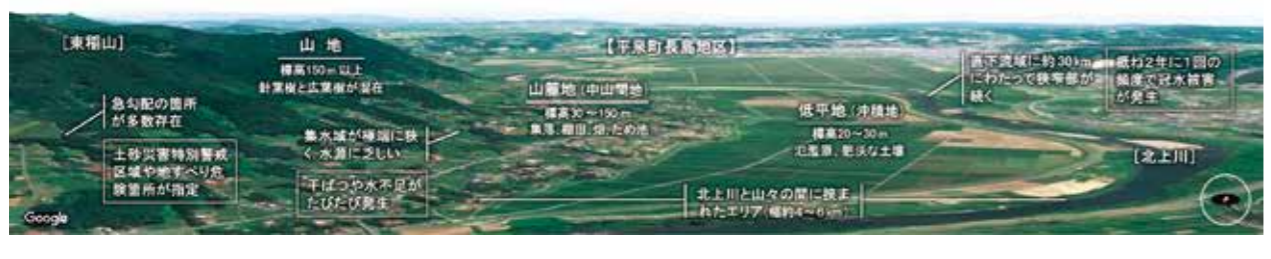 [東稲山]
山 地
標高150m以上
針葉樹と広葉樹が混在
急勾配の箇所
が多数存在
土砂災害特別警戒
区域や地すべり危
険箇所が指定
集水域が極端に狭
く、水源に乏しい
干ばつや水不足が
たびたび発生
【平泉町長島地区】
山麓地(中山間地)
標高30～150m
集落、棚田、畑、ため池
低平地(沖積地)
標高20～30m
氾濫原、肥沃な土壌
北上川と山々の間に挟ま
れたエリア(幅約4～6km)
直下流域に約30km
にわたって狭窄部が
続く
概ね2年に1回の
頻度で冠水被害
が発生
[北上川]
Google